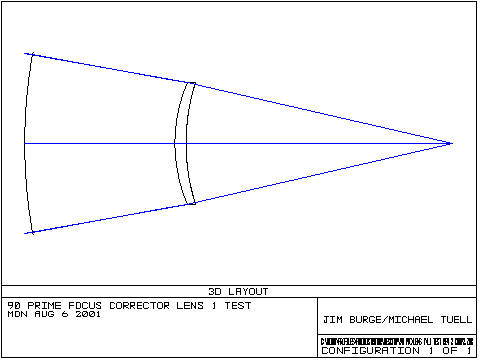 3D LAYOUT
90 PRIME FOCUS CORRECTOR LENS 1 TEST
MON AUG 6 2001
JIM BURGE/MICHAEL TUELL
CONFIGURATION 1 OF 1